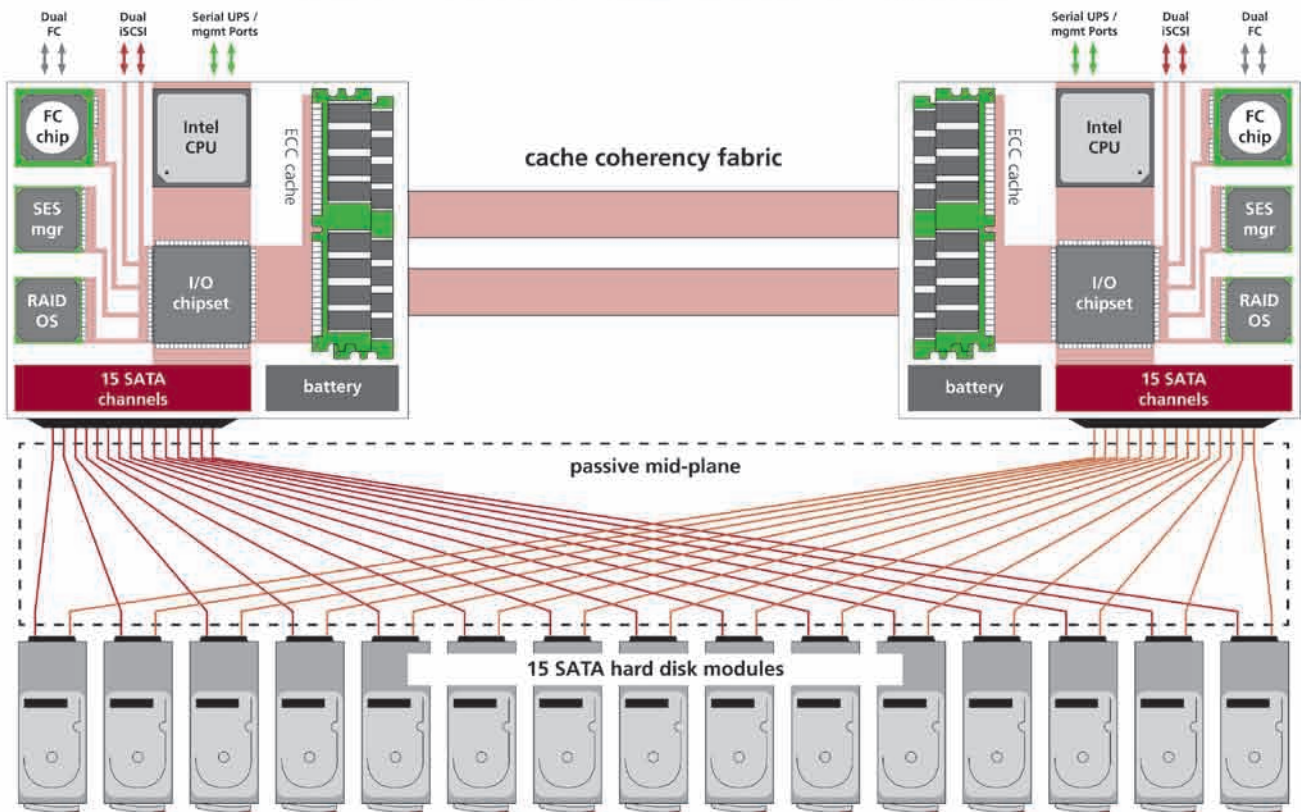 Dual
FC
Dual
iSCSI
Serial UPS /
mgmt Ports
Serial UPS /
mgmt Ports
Dual
iSCSI
Dual
FC
FC
chip
Intel
CPU
ECC cache
SES
mgr
I/O
chipset
RAID
OS
15 SATA
channels
battery
cache coherency fabric
ECC cache
Intel
CPU
FC
chip
SES
mgr
I/O
chipset
RAID
OS
battery
15 SATA
channels
passive mid-plane
15 SATA hard disk modules